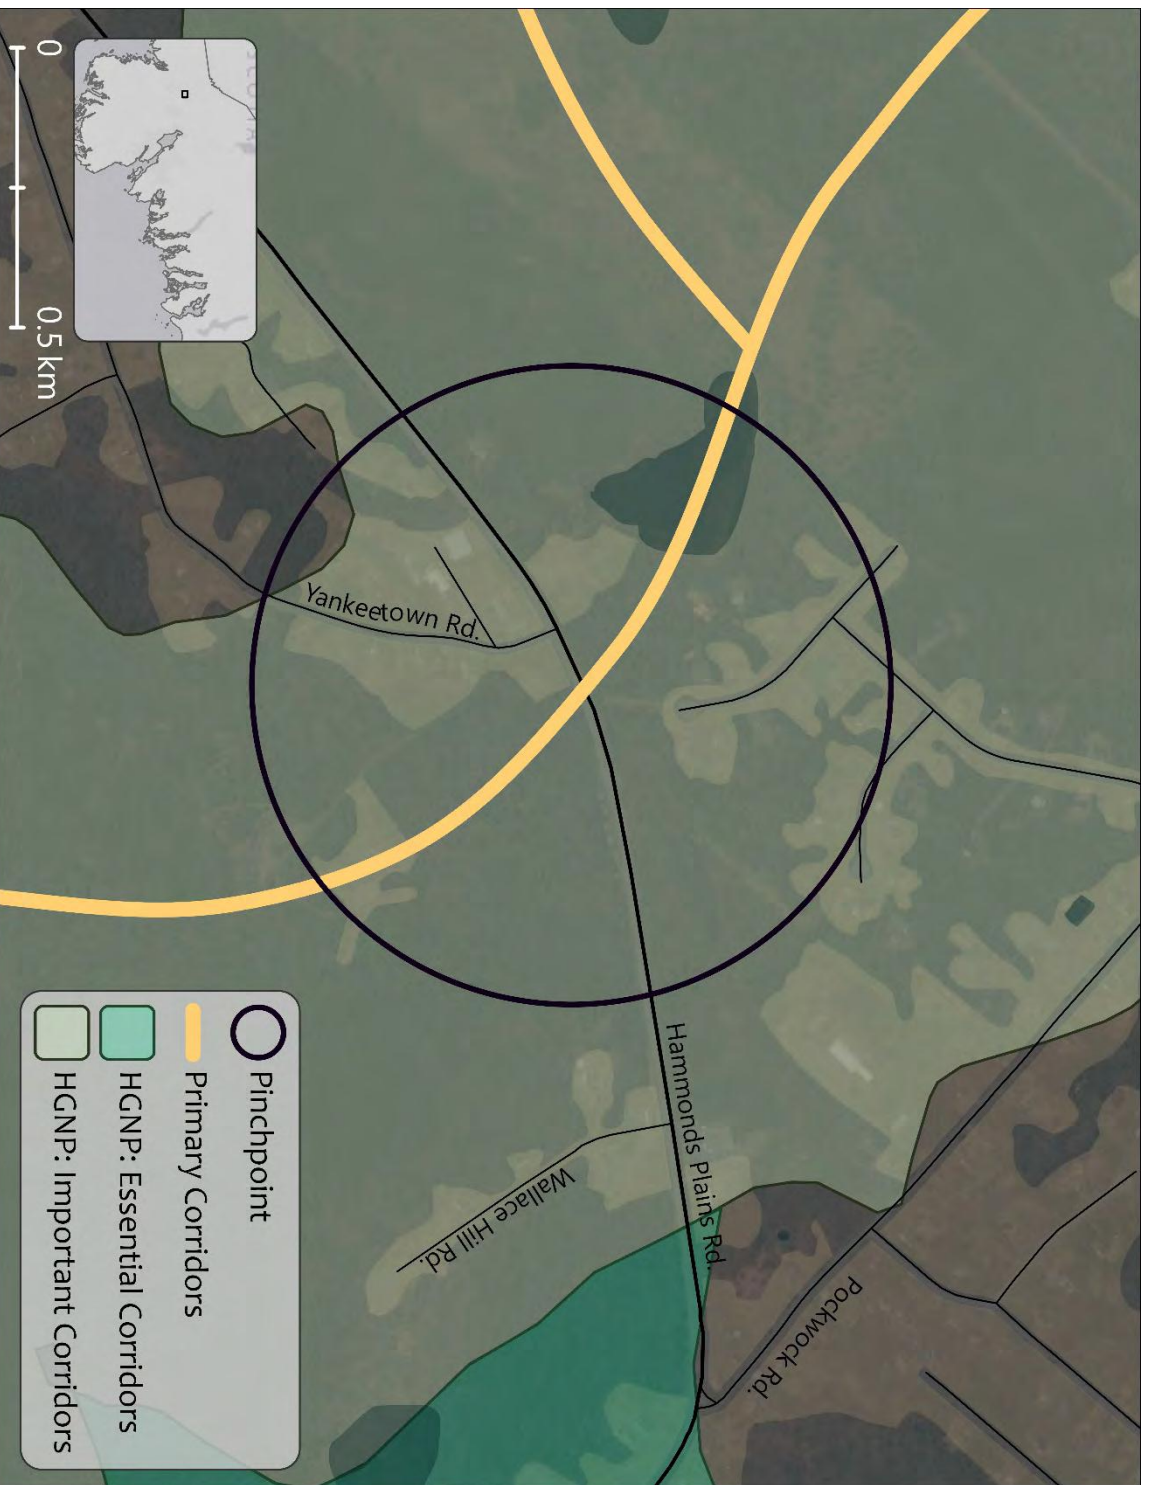 Pockwock Rd.
Hammonds Plains Rd.
Wallace Hill Rd.
Yankeetown Rd.
Pinchpoint
Primary Corridors
HGNP: Essential Corridors
HGNP: Important Corridors
0
0.5 km